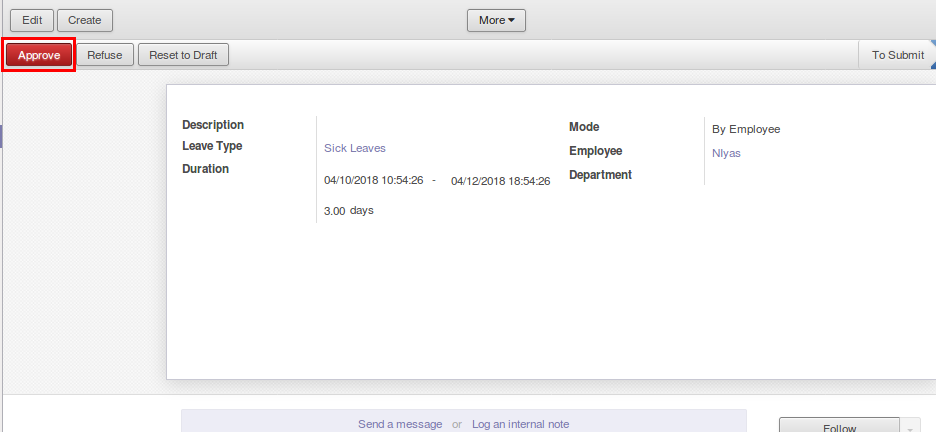 Edit Create More
Approve Refuse Reset to Draft To Submit
Description
Leave Type Sick Leaves
Duration
04/10/2018 10:54:26 - 04/12/2018 18:54:26
3.00 days
Mode By Employee
Employee Nlyas
Department
Send a message or Log an internal note
Follow